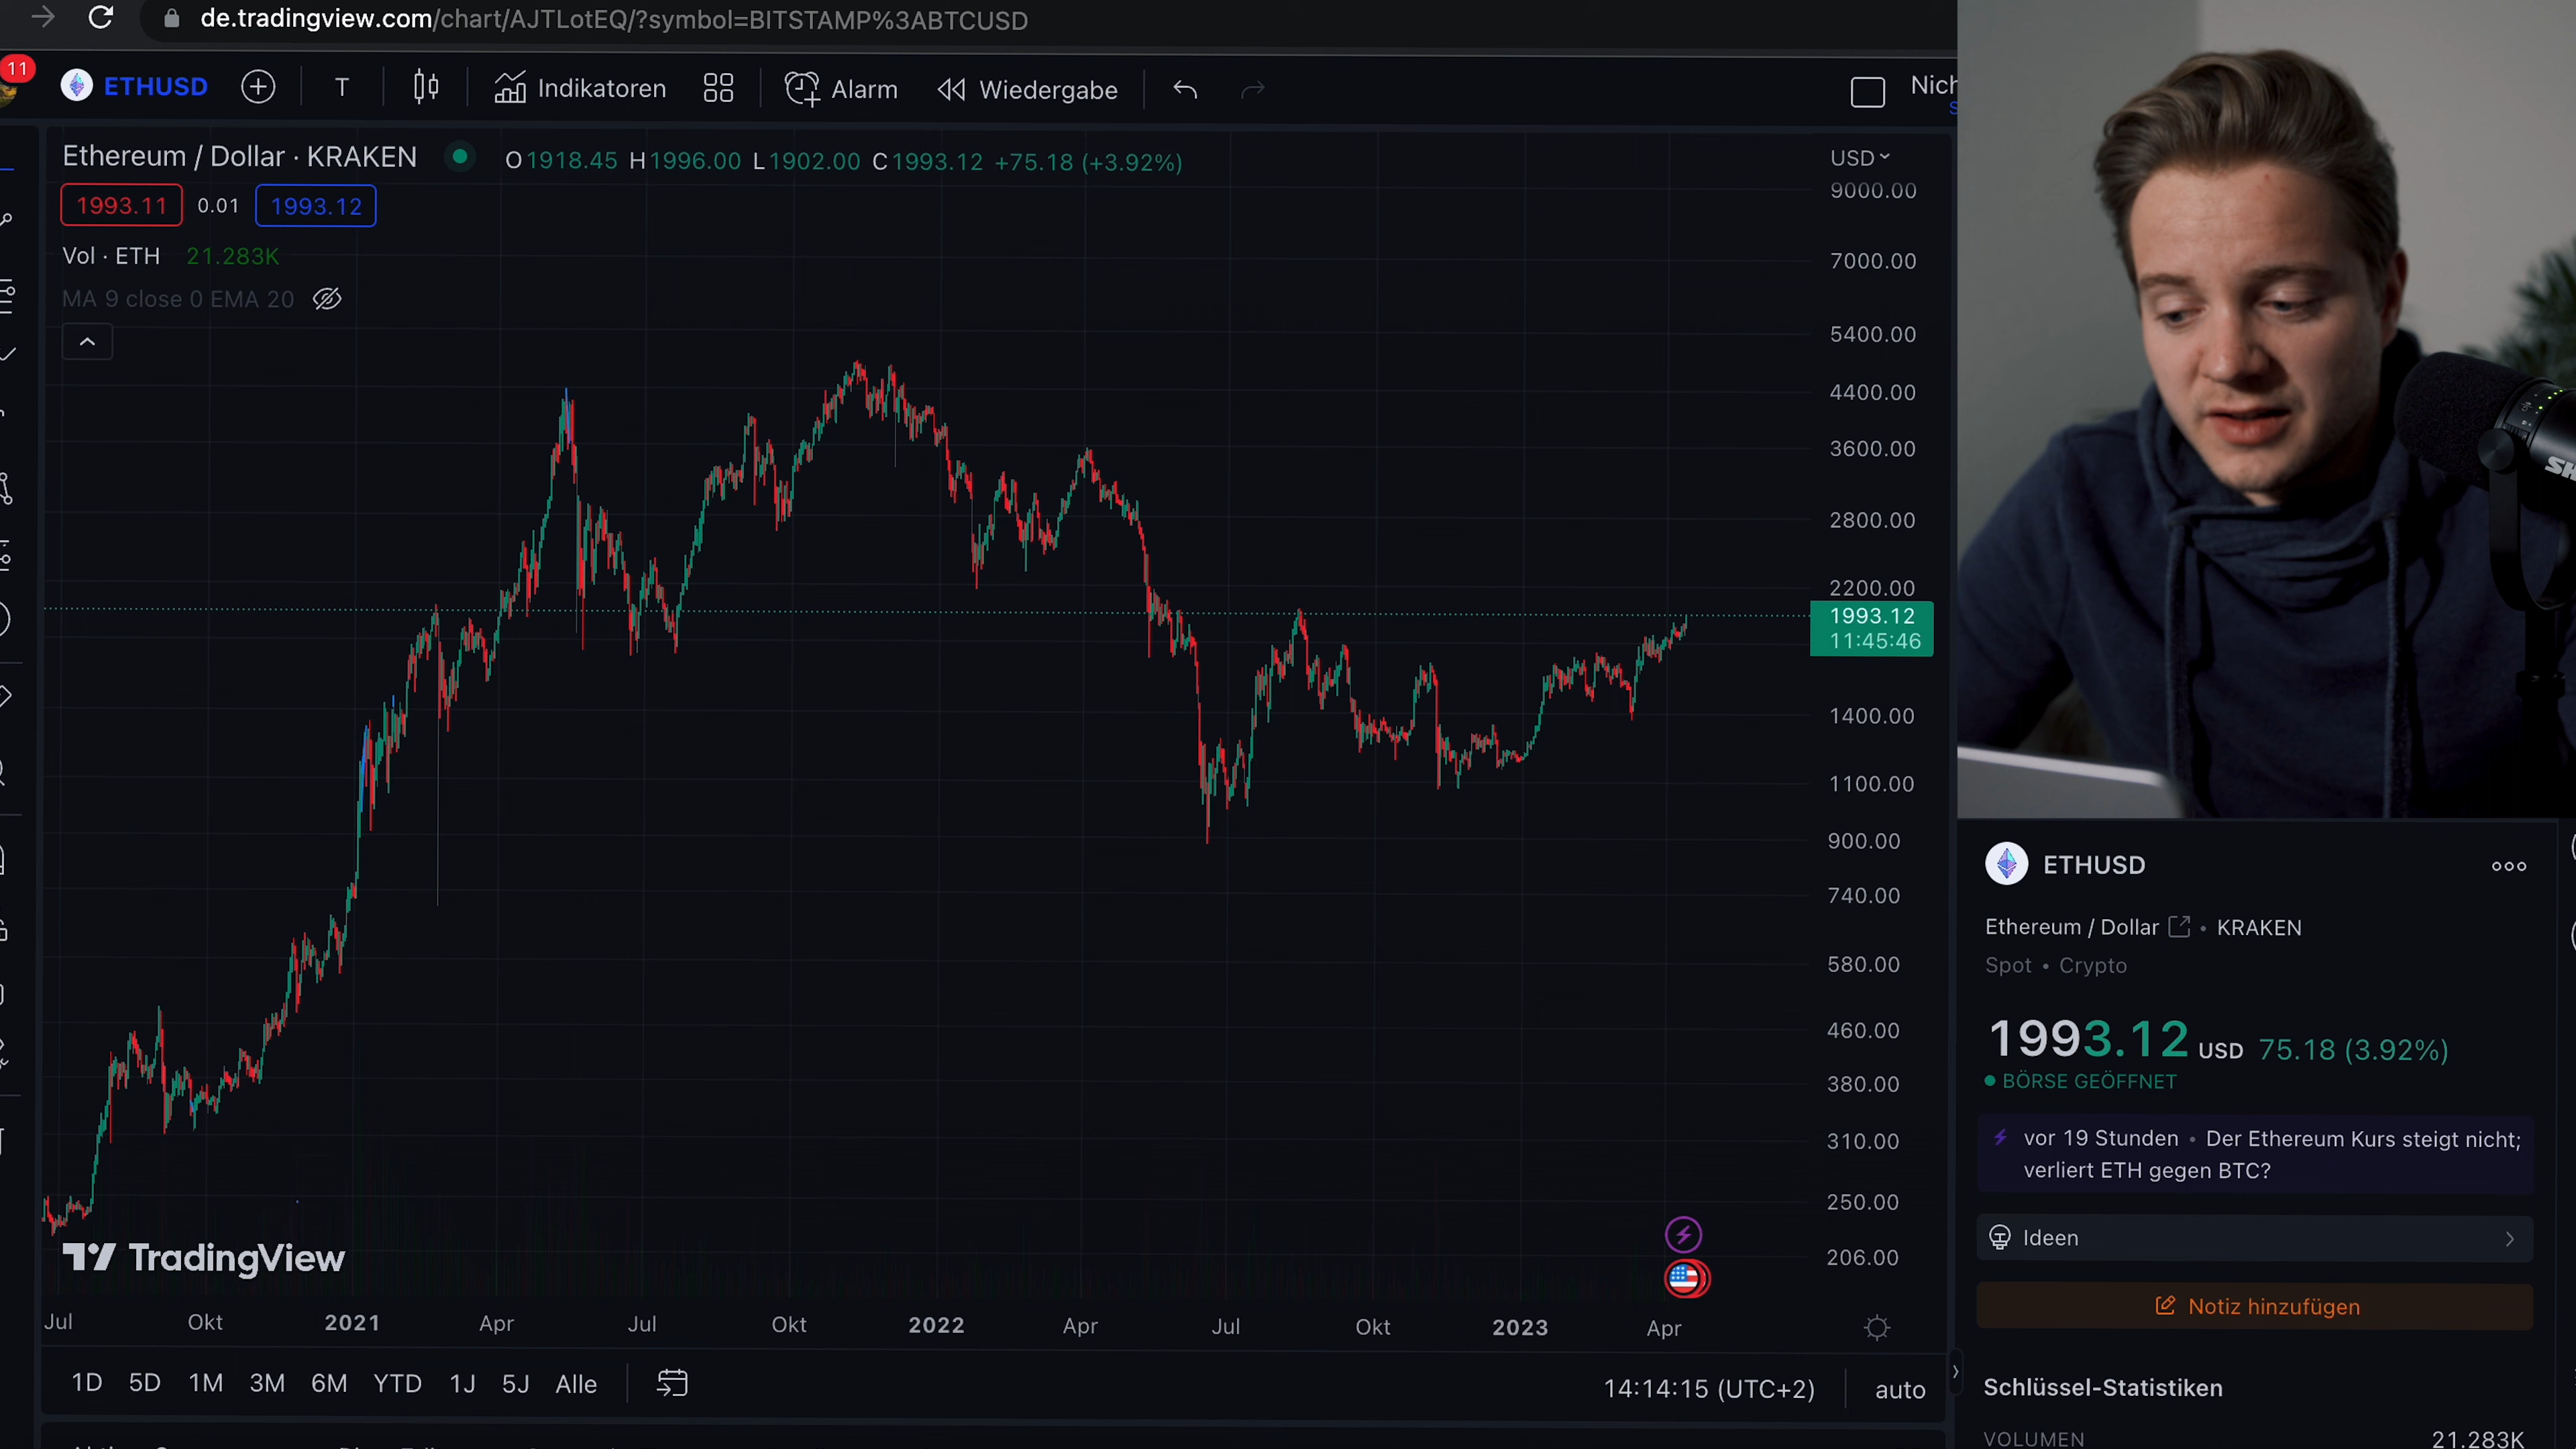 de.tradingview.com/chart/AJTLotEQ/?symbol=BITSTAMP%3ABTCUSD
11
ETHUSD
T
Indikatoren
Alarm
Wiedergabe
Ethereum / Dollar · KRAKEN
O1918.45 H1996.00 L1902.00 C1993.12 +75.18 (+3.92%)
1993.11 0.01 1993.12
Vol · ETH 21.283K
MA 9 close 0 EMA 20
USD
9000.00
7000.00
5400.00
4400.00
3600.00
2800.00
2200.00
1993.12
11:45:46
1400.00
1100.00
900.00
740.00
580.00
460.00
380.00
310.00
250.00
206.00
TradingView
Jul Okt 2021 Apr Jul Okt 2022 Apr Jul Okt 2023 Apr
1D 5D 1M 3M 6M YTD 1J 5J Alle
14:14:15 (UTC+2) auto
ETHUSD
Ethereum / Dollar • KRAKEN
Spot • Crypto
1993.12 USD 75.18 (3.92%)
BÖRSE GEÖFFNET
vor 19 Stunden • Der Ethereum Kurs steigt nicht;
verliert ETH gegen BTC?
Ideen
Notiz hinzufügen
Schlüssel-Statistiken
VOLUMEN 21.283K